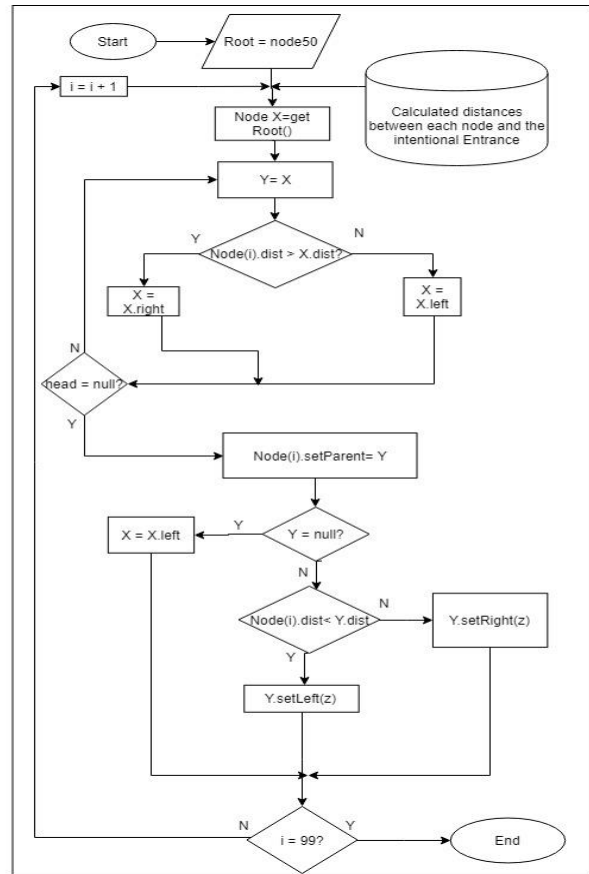 Start
Root = node50
i = i + 1
Calculated distances
between each node and the
intentional Entrance
Node X=get
Root()
Y= X
Y
Node(i).dist > X.dist?
N
X =
X.right
X =
X.left
N
head = null?
Y
Node(i).setParent= Y
X = X.left
Y
Y = null?
N
Node(i).dist< Y.dist
N
Y.setRight(z)
Y
Y.setLeft(z)
N
i = 99?
Y
End